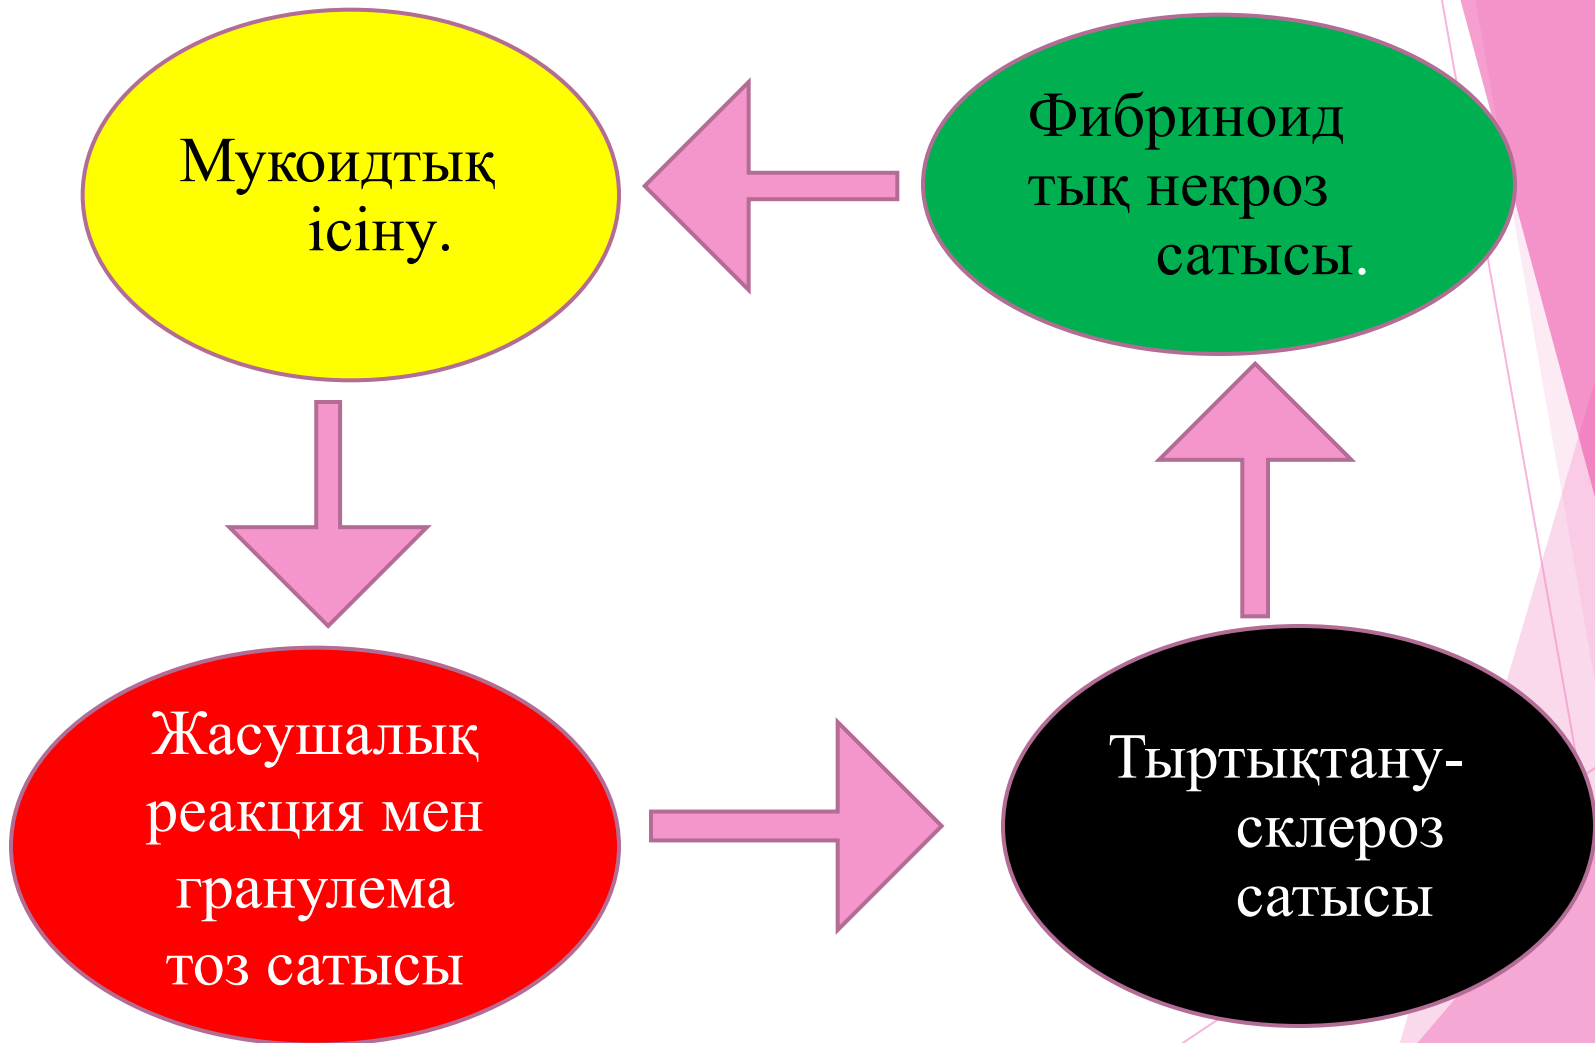 Мукоидтық
ісіну.
Фибриноид
тық некроз
сатысы.
Жасушалық
реакция мен
гранулема
тоз сатысы
Тыртықтану-
склероз
сатысы